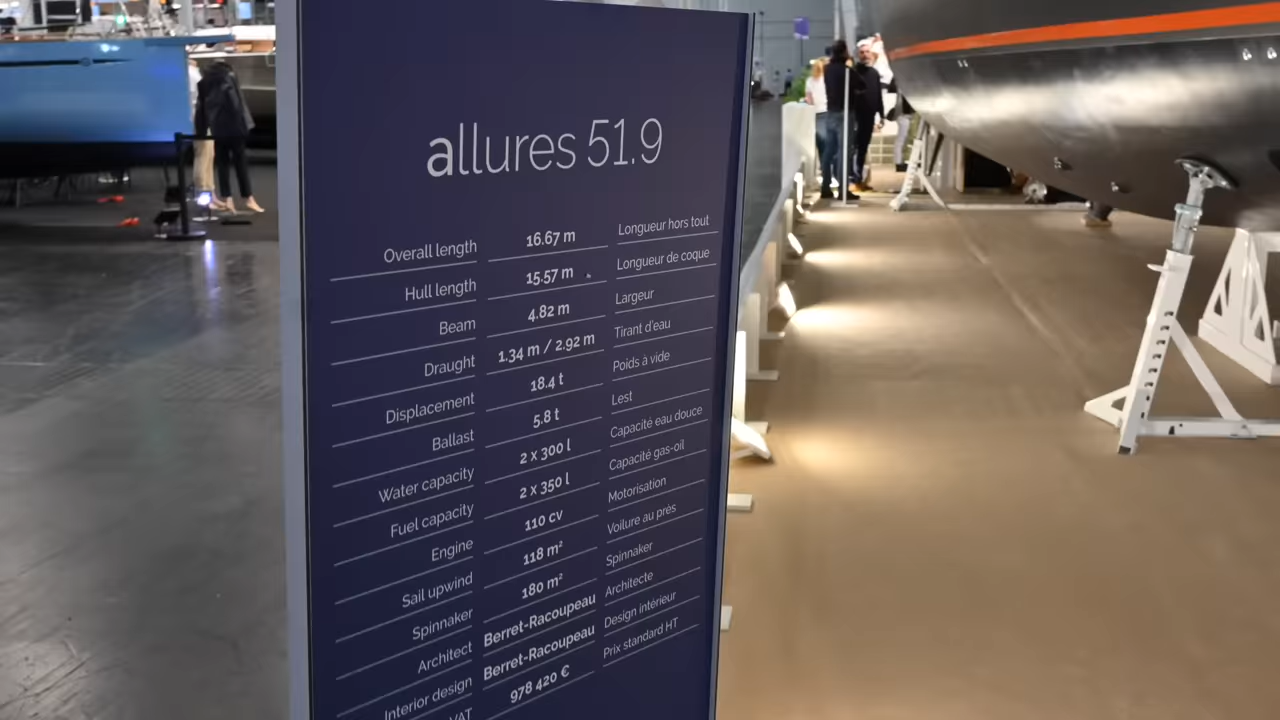 allures 51.9
Overall length 16.67 m Longueur hors tout
Hull length 15.57 m Longueur de coque
Beam 4.82 m Largeur
Draught 1.34 m / 2.92 m Tirant d'eau
Displacement 18.4 t Poids à vide
Ballast 5.8 t Lest
Water capacity 2 x 300 l Capacité eau douce
Fuel capacity 2 x 350 l Capacité gas-oil
Engine 110 cv Motorisation
Sail upwind 118 m² Voilure au près
Spinnaker 180 m² Spinnaker
Architect Berret-Racoupeau Architecte
Interior design Berret-Racoupeau Design intérieur
VAT 978 420 € Prix standard HT